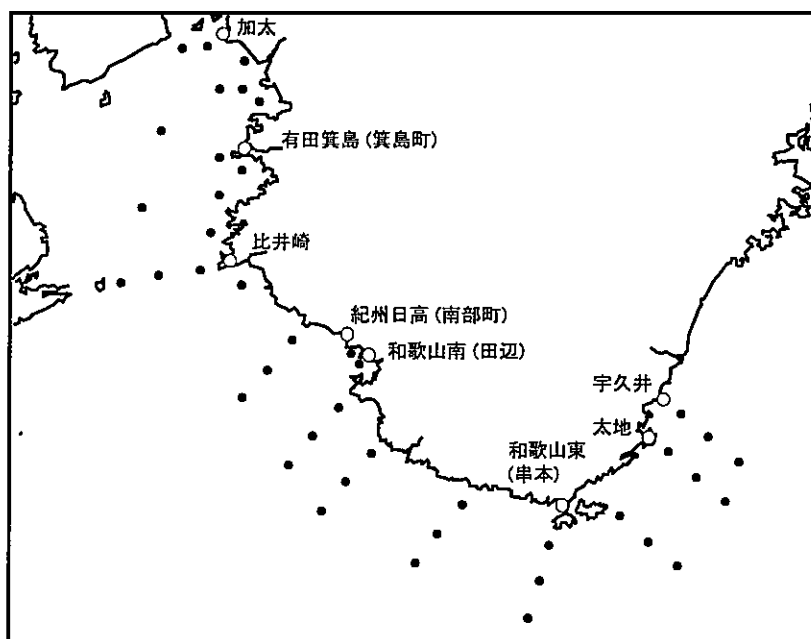 加太
有田箕島(箕島町)
比井崎
紀州日高(南部町)
和歌山南(田辺)
宇久井
太地
和歌山東
(串本)